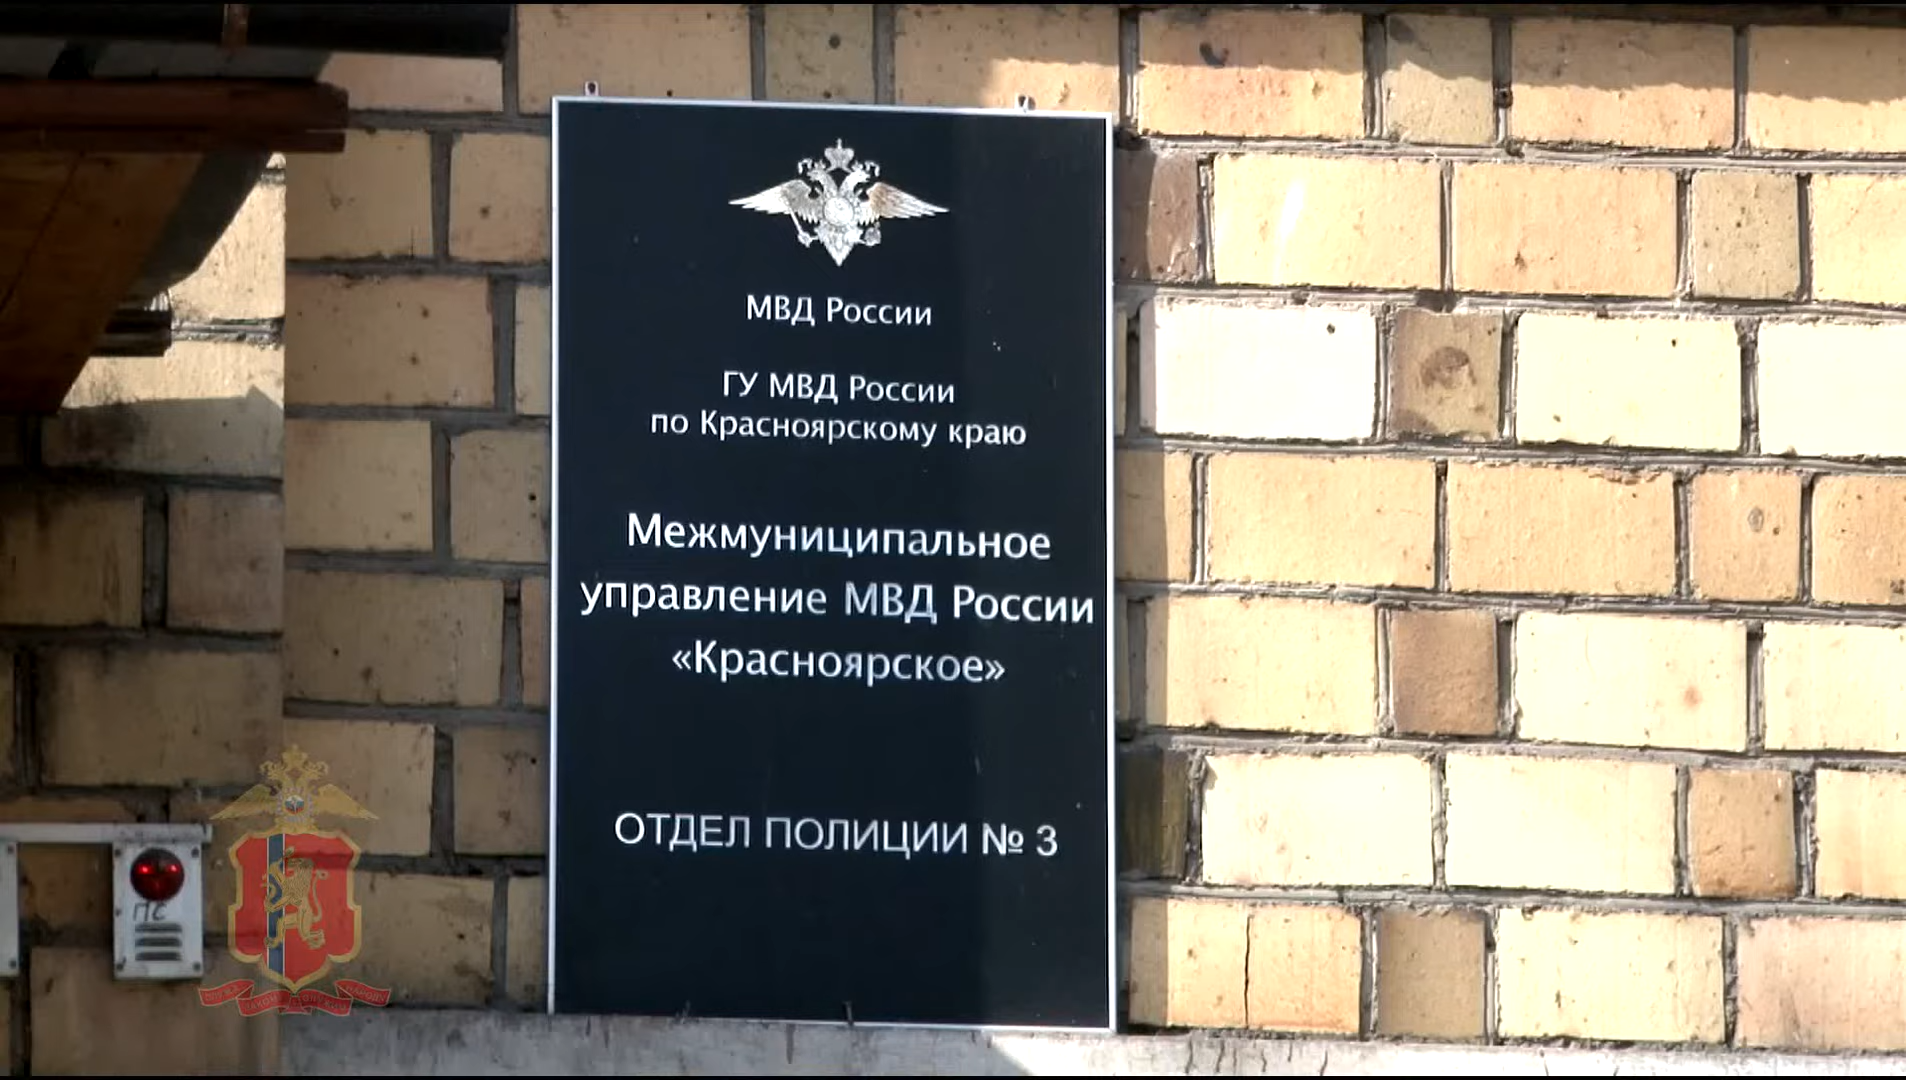 МВД России
ГУ МВД России
по Красноярскому краю
Межмуниципальное
управление МВД России
«Красноярское»
ОТДЕЛ ПОЛИЦИИ № 3
ПС